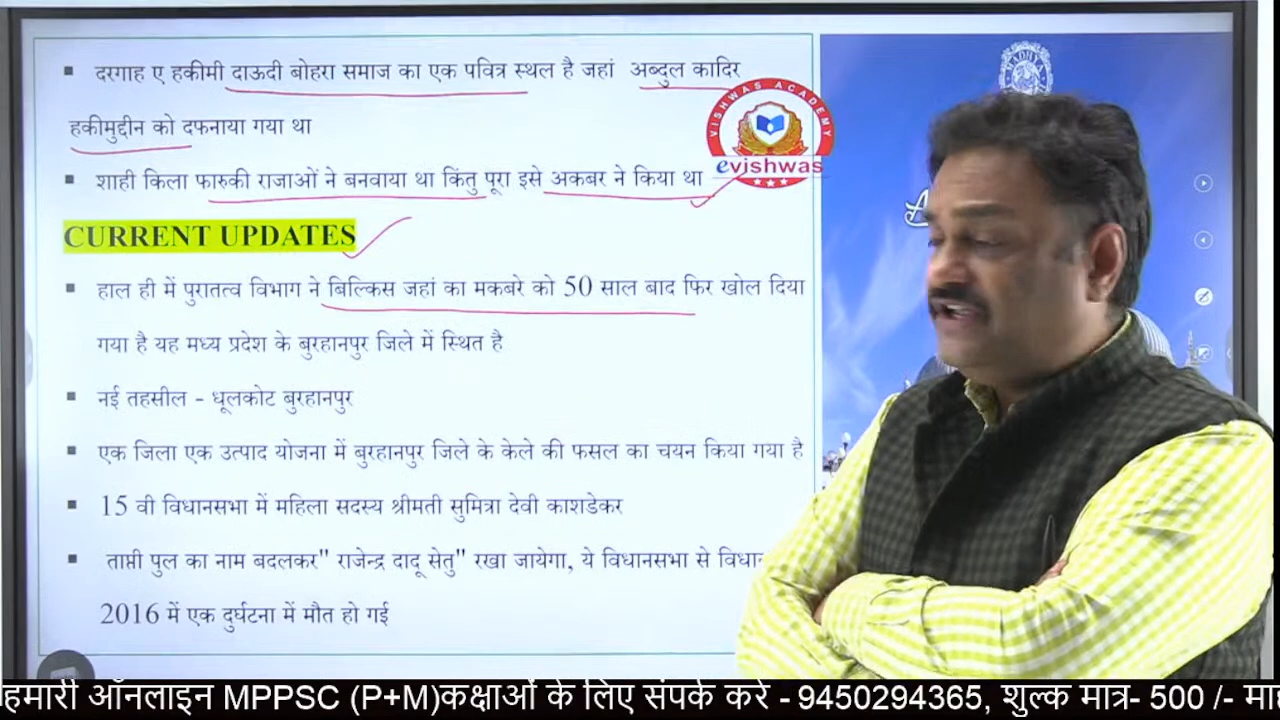 ▪ दरगाह ए हकीमी दाऊदी बोहरा समाज का एक पवित्र स्थल है जहां अब्दुल कादिर
हकीमुद्दीन को दफनाया गया था
▪ शाही किला फारुकी राजाओं ने बनवाया था किंतु पूरा इसे अकबर ने किया था
VISHWAS ACADEMY
evishwas
CURRENT UPDATES
▪ हाल ही में पुरातत्व विभाग ने बिल्किस जहां का मकबरे को 50 साल बाद फिर खोल दिया
गया है यह मध्य प्रदेश के बुरहानपुर जिले में स्थित है
▪ नई तहसील - धूलकोट बुरहानपुर
▪ एक जिला एक उत्पाद योजना में बुरहानपुर जिले के केले की फसल का चयन किया गया है
▪ 15 वी विधानसभा में महिला सदस्य श्रीमती सुमित्रा देवी काशडेकर
▪ ताप्ती पुल का नाम बदलकर" राजेन्द्र दादू सेतु" रखा जायेगा, ये विधानसभा से
2016 में एक दुर्घटना में मौत हो गई
हमारी ऑनलाइन MPPSC (P+M)कक्षाओं के लिए संपर्क करे - 9450294365, शुल्क मात्र- 500 /-